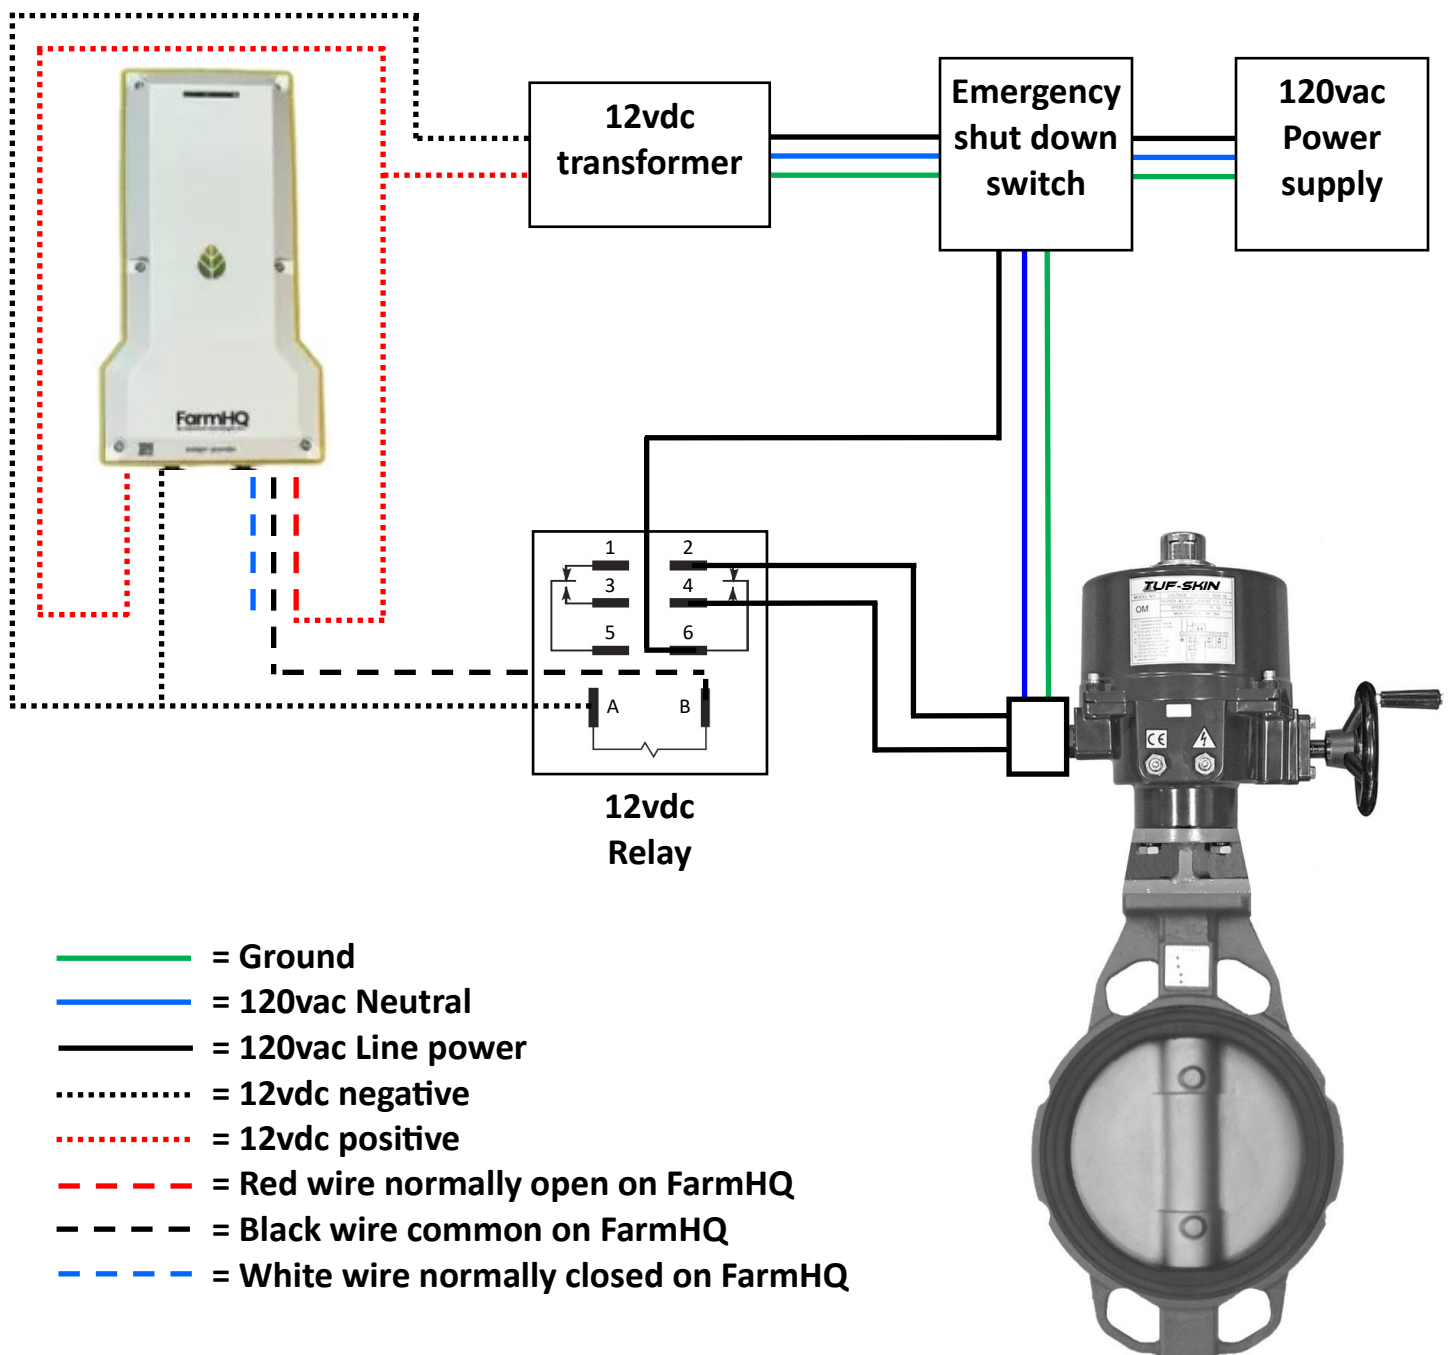 12vdc
transformer
Emergency
shut down
switch
120vac
Power
supply
FarmHQ
1 2
3 4
5 6
A B
12vdc
Relay
TUF-SKIN
OM
CE
= Ground
= 120vac Neutral
= 120vac Line power
= 12vdc negative
= 12vdc positive
= Red wire normally open on FarmHQ
= Black wire common on FarmHQ
= White wire normally closed on FarmHQ